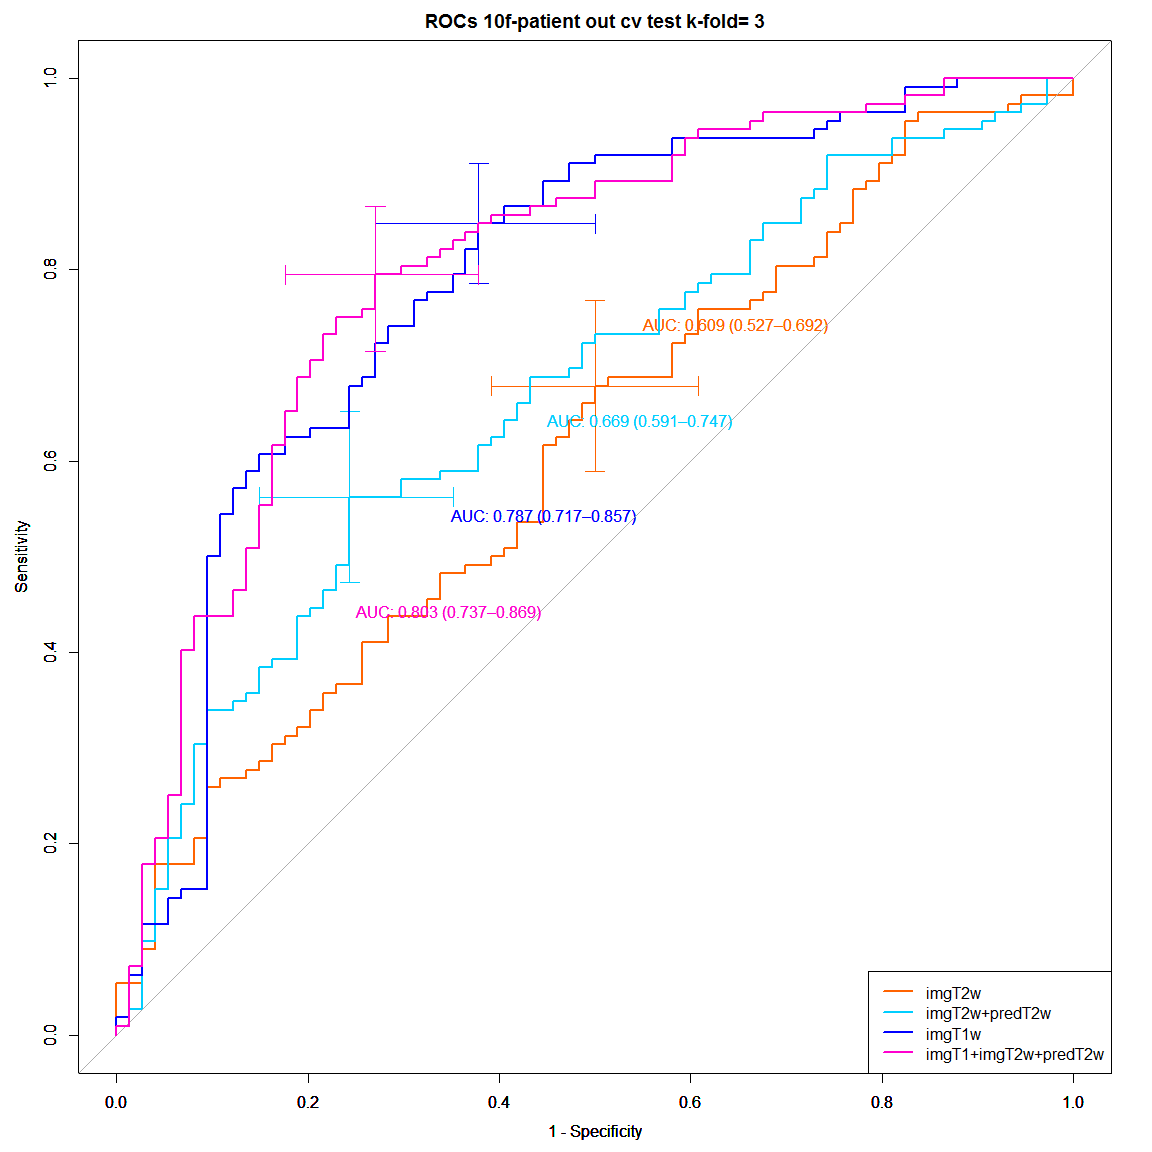 ROCs 10f-patient out cv test k-fold= 3
Sensitivity
1.0
0.8
0.6
0.4
0.2
0.0
AUC: 0.609 (0.527–0.692)
AUC: 0.669 (0.591–0.747)
AUC: 0.787 (0.717–0.857)
AUC: 0.803 (0.737–0.869)
imgT2w
imgT2w+predT2w
imgT1w
imgT1+imgT2w+predT2w
0.0 0.2 0.4 0.6 0.8 1.0
1 - Specificity